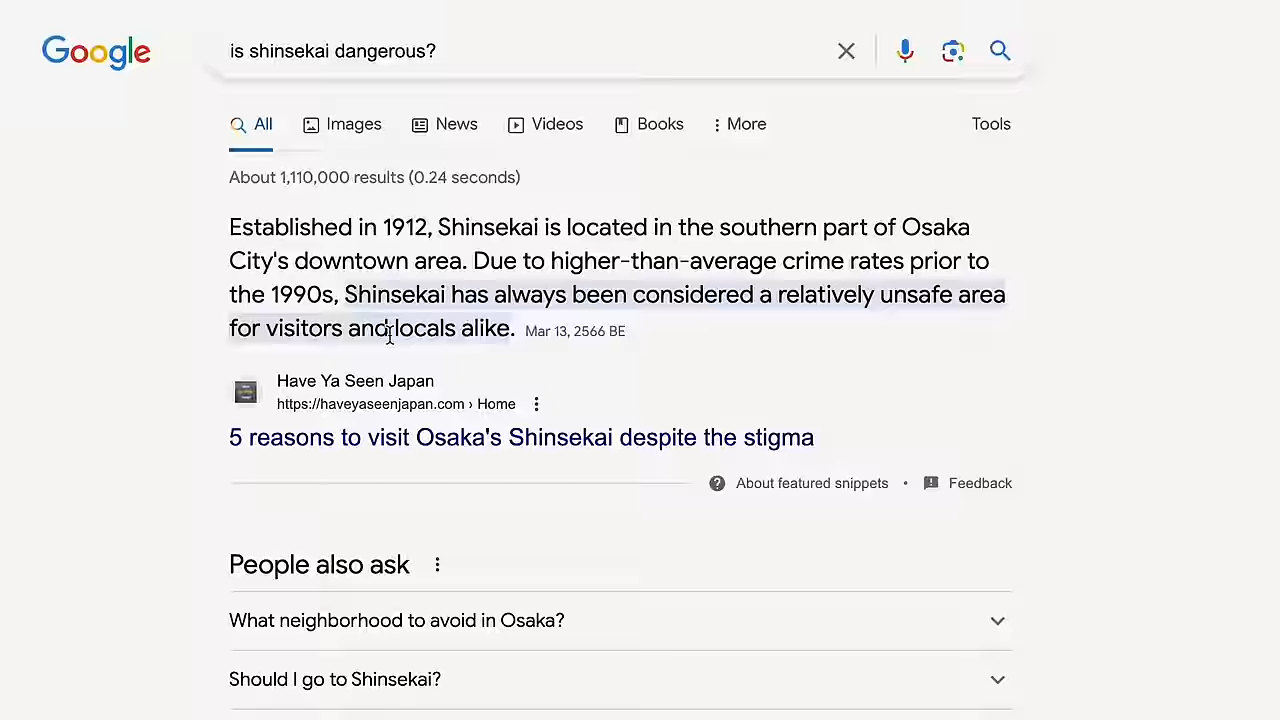 Google
is shinsekai dangerous?
All Images News Videos Books More Tools
About 1,110,000 results (0.24 seconds)
Established in 1912, Shinsekai is located in the southern part of Osaka
City's downtown area. Due to higher-than-average crime rates prior to
the 1990s, Shinsekai has always been considered a relatively unsafe area
for visitors and locals alike. Mar 13, 2566 BE
Have Ya Seen Japan
https://haveyaseenjapan.com › Home
5 reasons to visit Osaka's Shinsekai despite the stigma
About featured snippets • Feedback
People also ask
What neighborhood to avoid in Osaka?
Should I go to Shinsekai?